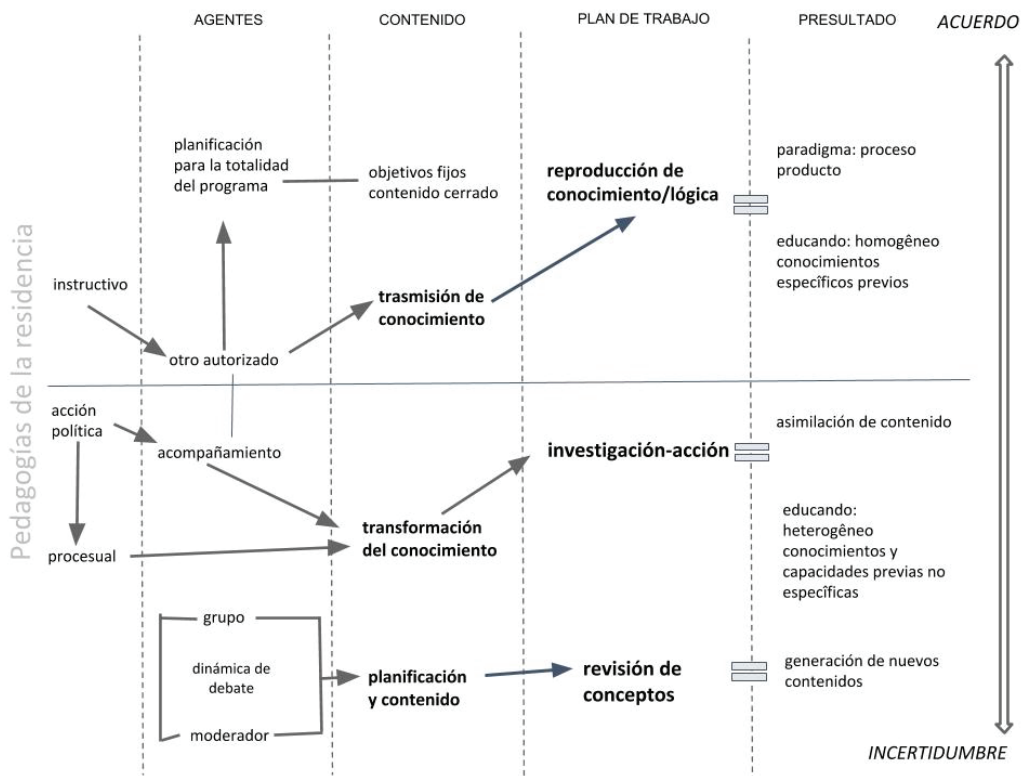 AGENTES
CONTENIDO
PLAN DE TRABAJO
PRESULTADO
ACUERDO
Pedagogías de la residencia
planificación
para la totalidad
del programa
objetivos fijos
contenido cerrado
reproducción de
conocimiento/lógica
paradigma: proceso
producto
educando: homogêneo
conocimientos
específicos previos
instructivo
trasmisión de
conocimiento
otro autorizado
acción
política
acompañamiento
investigación-acción
asimilación de contenido
procesual
transformación
del conocimiento
educando:
heterogêneo
conocimientos y
capacidades previas no
específicas
grupo
dinámica de
debate
moderador
planificación
y contenido
revisión de
conceptos
generación de nuevos
contenidos
INCERTIDUMBRE